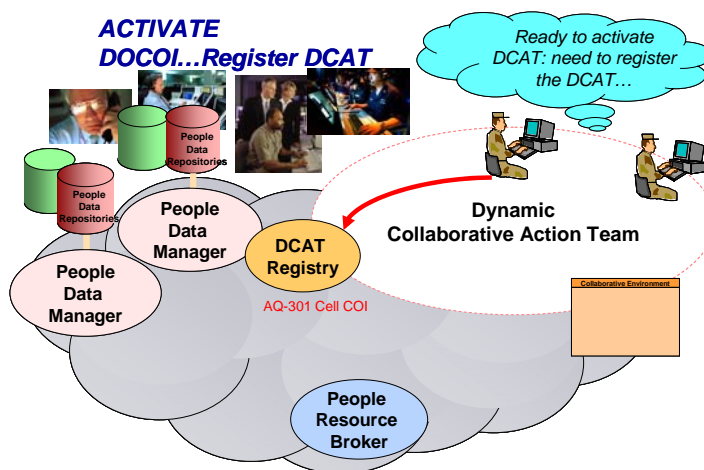 ACTIVATE
DOCOI…Register DCAT
Ready to activate
DCAT: need to register
the DCAT…
People
Data
Repositories
People
Data
Repositories
People
Data
Manager
People
Data
Manager
DCAT
Registry
AQ-301 Cell COI
Dynamic
Collaborative Action Team
Collaborative Environment
People
Resource
Broker